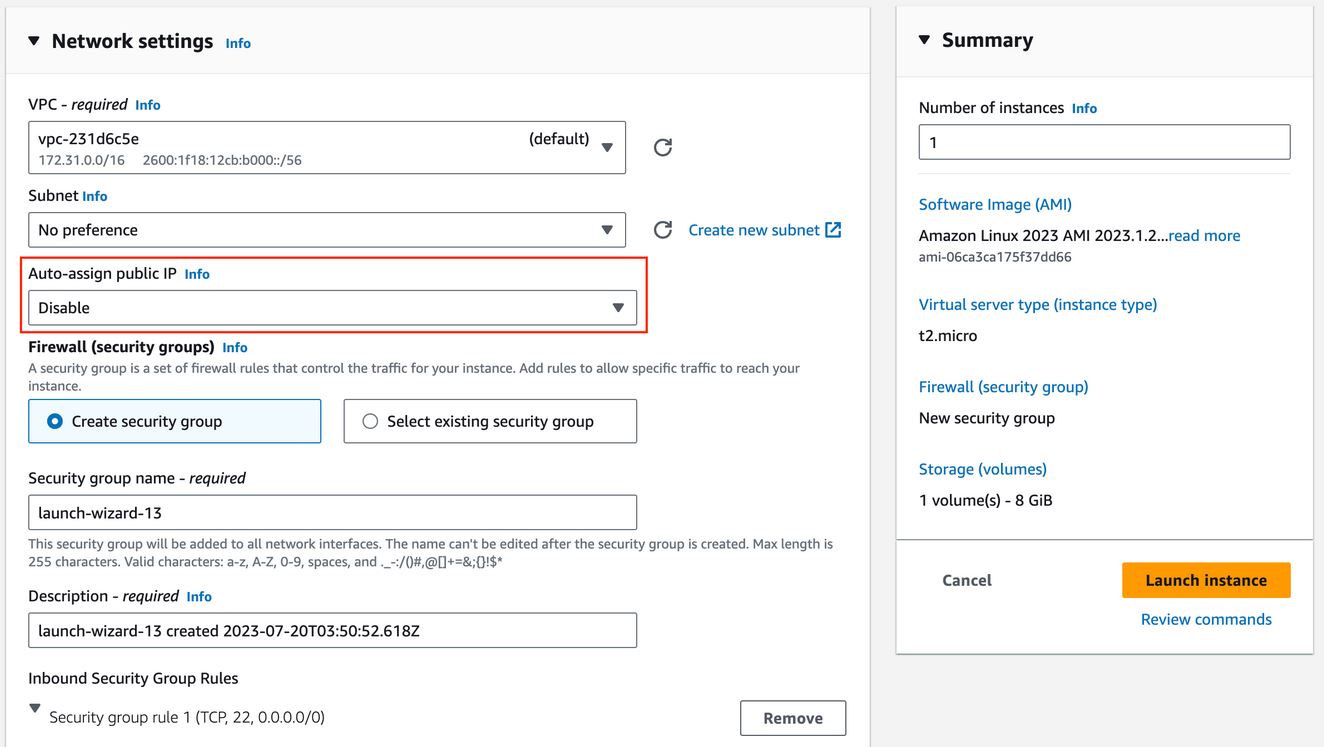 Network settings Info
VPC - required Info
vpc-231d6c5e (default)
172.31.0.0/16 2600:1f18:12cb:b000::/56
Subnet Info
No preference
Create new subnet
Auto-assign public IP Info
Disable
Firewall (security groups) Info
A security group is a set of firewall rules that control the traffic for your instance. Add rules to allow specific traffic to reach your
instance.
Create security group
Select existing security group
Security group name - required
launch-wizard-13
This security group will be added to all network interfaces. The name can't be edited after the security group is created. Max length is
255 characters. Valid characters: a-z, A-Z, 0-9, spaces, and ._-:/()#,@[]+=&;{}!$*
Description - required Info
launch-wizard-13 created 2023-07-20T03:50:52.618Z
Inbound Security Group Rules
Security group rule 1 (TCP, 22, 0.0.0.0/0)
Remove
Summary
Number of instances Info
1
Software Image (AMI)
Amazon Linux 2023 AMI 2023.1.2...read more
ami-06ca3ca175f37dd66
Virtual server type (instance type)
t2.micro
Firewall (security group)
New security group
Storage (volumes)
1 volume(s) - 8 GiB
Cancel
Launch instance
Review commands